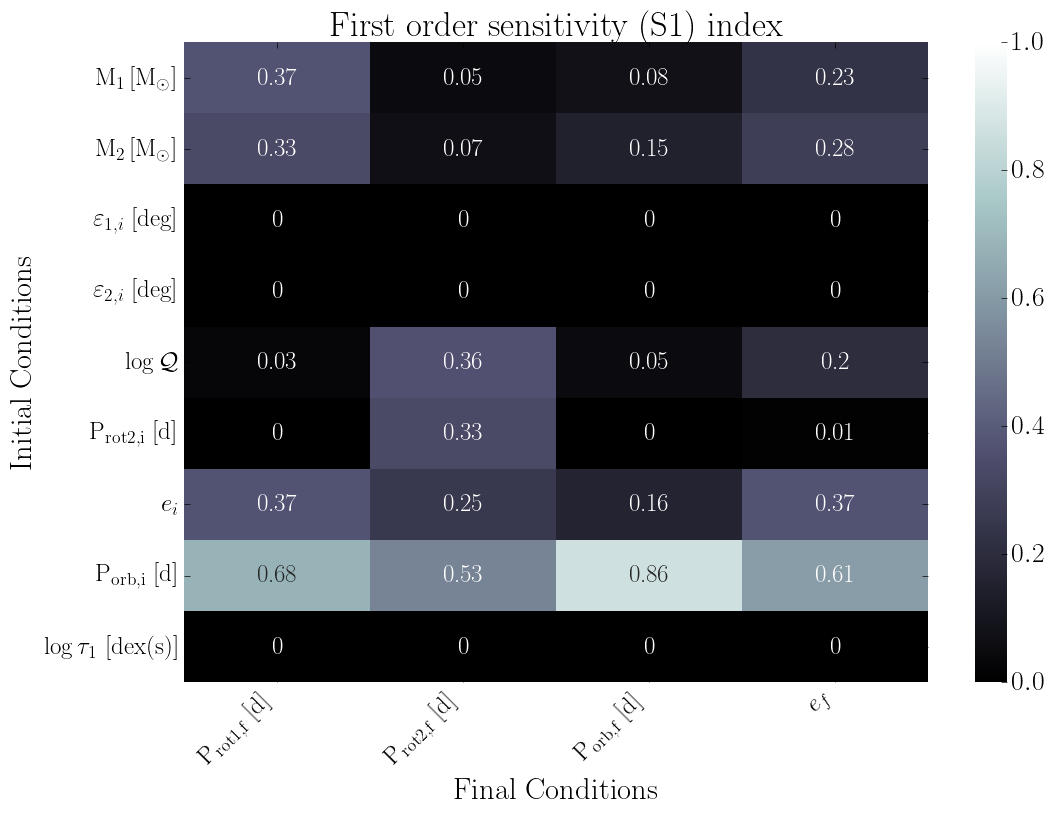 First order sensitivity (S1) index
M₁ [M☉] 0.37 0.05 0.08 0.23
M₂ [M☉] 0.33 0.07 0.15 0.28
ε₁,ᵢ [deg] 0 0 0 0
ε₂,ᵢ [deg] 0 0 0 0
log 𝒬 0.03 0.36 0.05 0.2
P_rot2,i [d] 0 0.33 0 0.01
eᵢ 0.37 0.25 0.16 0.37
P_orb,i [d] 0.68 0.53 0.86 0.61
log τ₁ [dex(s)] 0 0 0 0
P_rot1,f [d] P_rot2,f [d] P_orb,f [d] e_f
Initial Conditions
Final Conditions
1.0
0.8
0.6
0.4
0.2
0.0